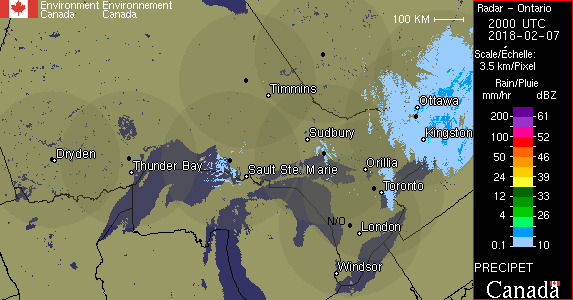 Environment Environnement
Canada Canada
100 KM
Radar - Ontario
2000 UTC
2018-02-07
Scale/Échelle:
3.5 km/Pixel
Rain/Pluie
mm/hr dBZ
200 61
100 52
50 46
24 39
12 33
4 26
2 20
0.1 10
PRECIPET
Canada
Timmins
Ottawa
Sudbury
Kingston
Dryden
Thunder Bay
Sault Ste. Marie
Orillia
Toronto
N/O
London
Windsor